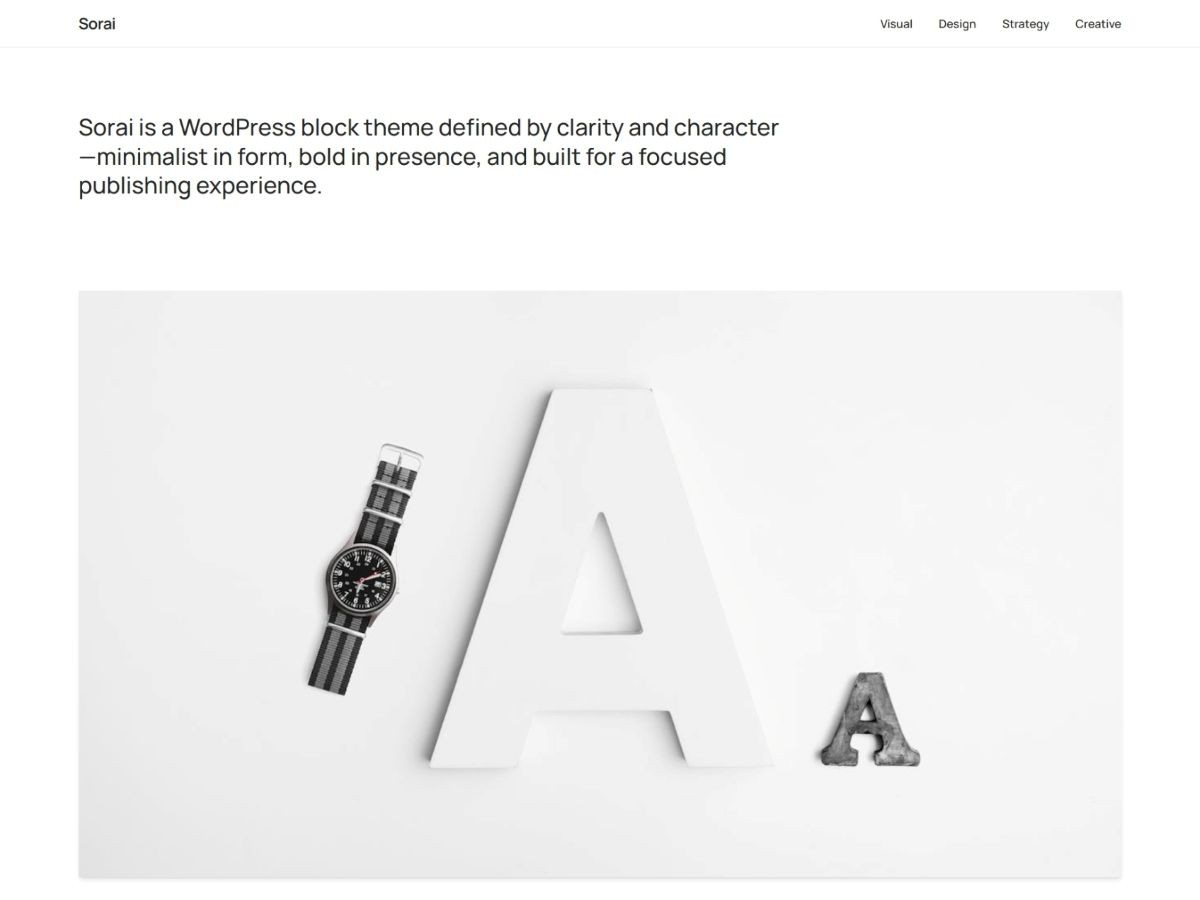 Sorai
Visual Design Strategy Creative
Sorai is a WordPress block theme defined by clarity and character
—minimalist in form, bold in presence, and built for a focused
publishing experience.
A
A